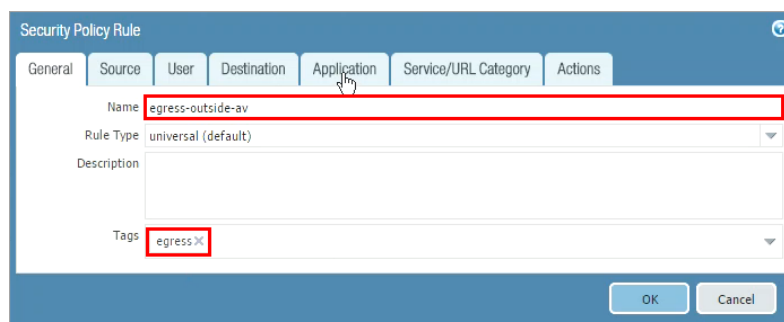 Security Policy Rule
General Source User Destination Application Service/URL Category Actions
Name egress-outside-av
Rule Type universal (default)
Description
Tags egress
OK Cancel